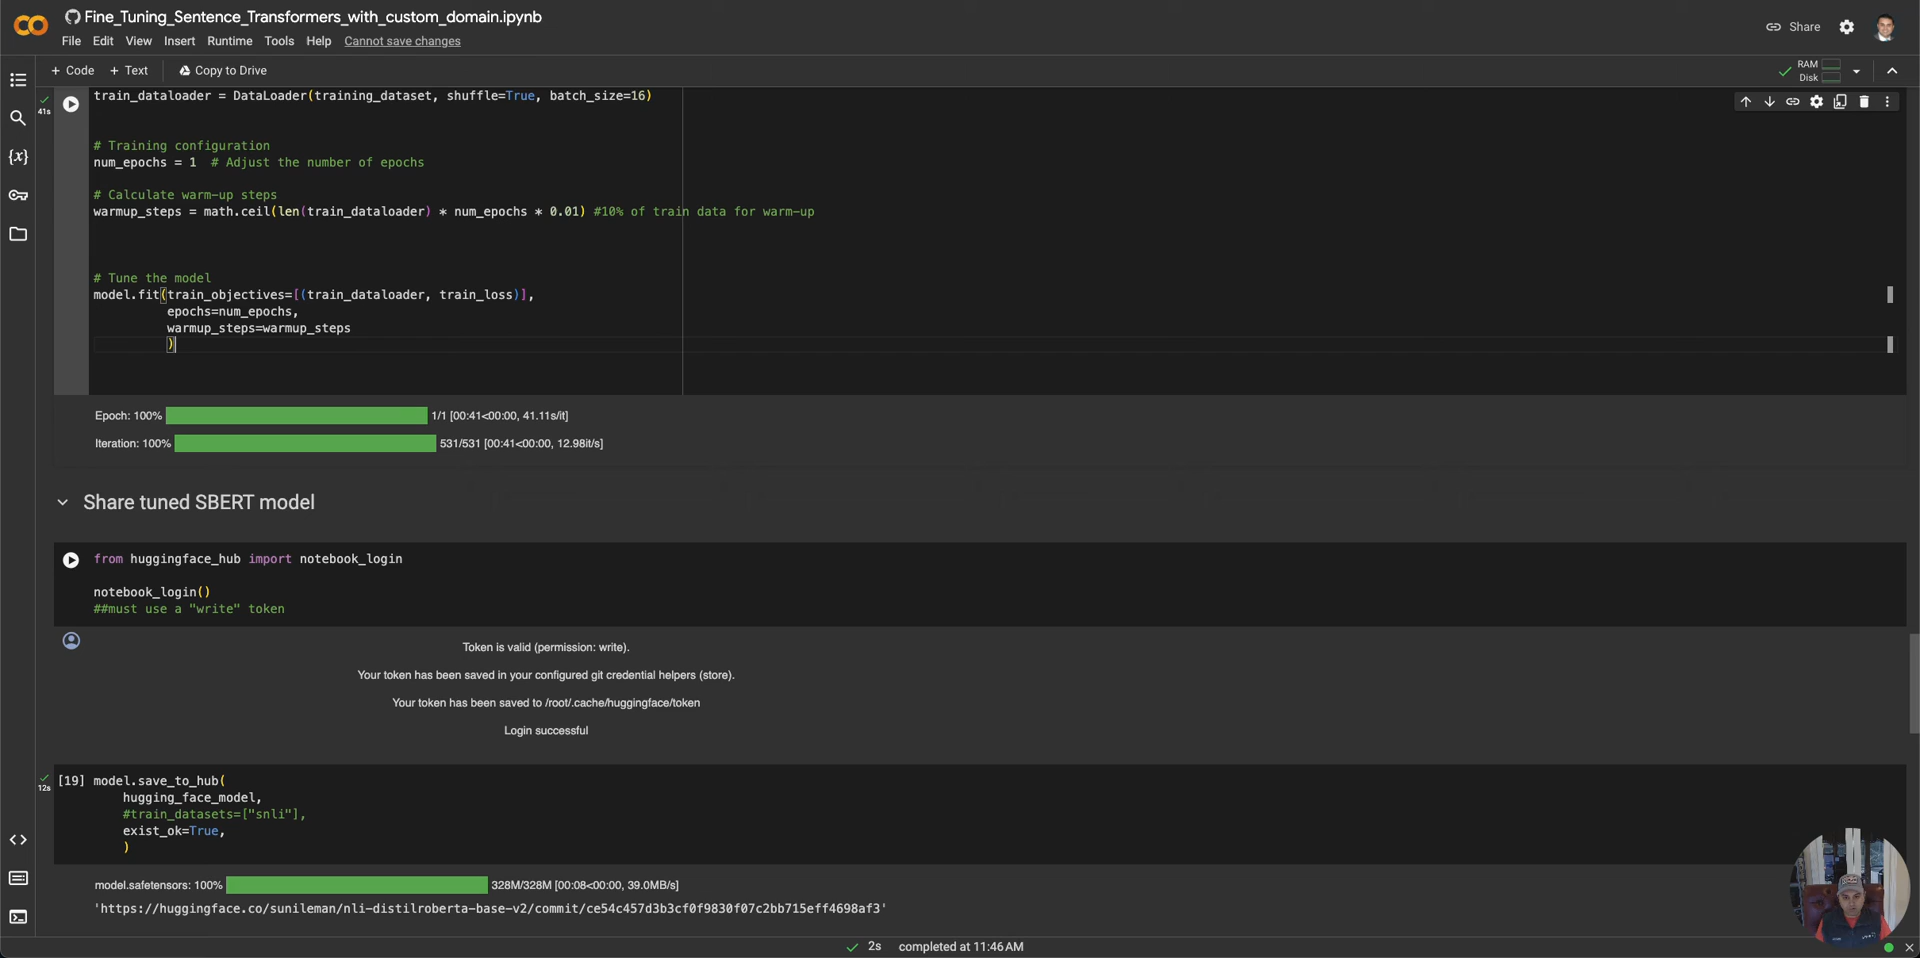 Fine_Tuning_Sentence_Transformers_with_custom_domain.ipynb
File Edit View Insert Runtime Tools Help Cannot save changes
Share
+ Code + Text Copy to Drive
RAM
Disk
41s
train_dataloader = DataLoader(training_dataset, shuffle=True, batch_size=16)
# Training configuration
num_epochs = 1 # Adjust the number of epochs
# Calculate warm-up steps
warmup_steps = math.ceil(len(train_dataloader) * num_epochs * 0.01) #10% of train data for warm-up
# Tune the model
model.fit(train_objectives=[(train_dataloader, train_loss)],
epochs=num_epochs,
warmup_steps=warmup_steps
)
Epoch: 100% 1/1 [00:41<00:00, 41.11s/it]
Iteration: 100% 531/531 [00:41<00:00, 12.98it/s]
Share tuned SBERT model
from huggingface_hub import notebook_login
notebook_login()
##must use a "write" token
Token is valid (permission: write).
Your token has been saved in your configured git credential helpers (store).
Your token has been saved to /root/.cache/huggingface/token
Login successful
12s
[19] model.save_to_hub(
hugging_face_model,
#train_datasets=["snli"],
exist_ok=True,
)
model.safetensors: 100% 328M/328M [00:08<00:00, 39.0MB/s]
'https://huggingface.co/sunileman/nli-distilroberta-base-v2/commit/ce54c457d3b3cf0f9830f07c2bb715eff4698af3'
2s completed at 11:46 AM